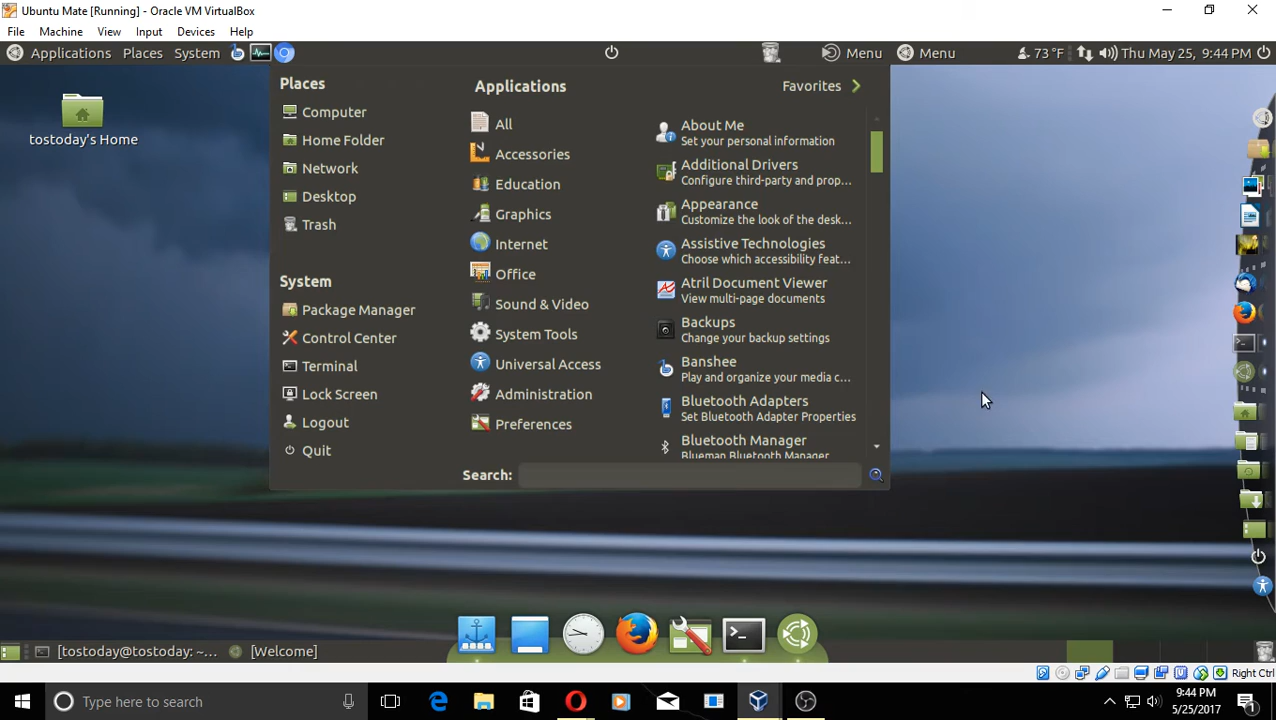 Ubuntu Mate [Running] - Oracle VM VirtualBox
File Machine View Input Devices Help
Applications Places System Menu Menu 73 °F Thu May 25, 9:44 PM
tostoday's Home
Places
Computer
Home Folder
Network
Desktop
Trash
System
Package Manager
Control Center
Terminal
Lock Screen
Logout
Quit
Applications
All
Accessories
Education
Graphics
Internet
Office
Sound & Video
System Tools
Universal Access
Administration
Preferences
Favorites
About Me
Set your personal information
Additional Drivers
Configure third-party and prop...
Appearance
Customize the look of the desk...
Assistive Technologies
Choose which accessibility feat...
Atril Document Viewer
View multi-page documents
Backups
Change your backup settings
Banshee
Play and organize your media c...
Bluetooth Adapters
Set Bluetooth Adapter Properties
Bluetooth Manager
Blueman Bluetooth Manager
Search:
[tostoday@tostoday: ~... [Welcome]
Right Ctrl
Type here to search
9:44 PM
5/25/2017
1